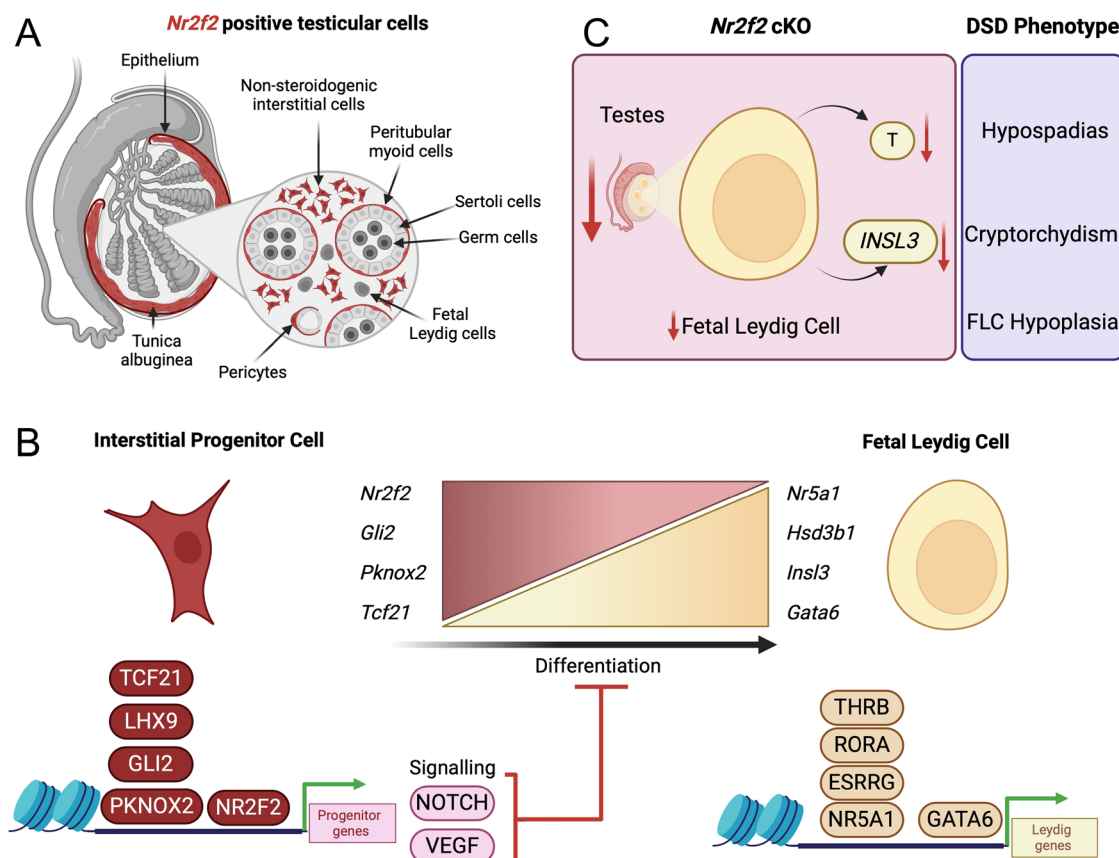 A
Nr2f2 positive testicular cells
Epithelium
Non-steroidogenic
interstitial cells
Peritubular
myoid cells
Sertoli cells
Germ cells
Fetal
Leydig cells
Tunica
albuginea
Pericytes
C
Nr2f2 cKO
DSD Phenotype
Testes
T
INSL3
Fetal Leydig Cell
Hypospadias
Cryptorchydism
FLC Hypoplasia
B
Interstitial Progenitor Cell
Fetal Leydig Cell
Nr2f2
Gli2
Pknox2
Tcf21
Nr5a1
Hsd3b1
Insl3
Gata6
Differentiation
TCF21
LHX9
GLI2
PKNOX2
NR2F2
Progenitor
genes
Signalling
NOTCH
VEGF
THRB
RORA
ESRRG
NR5A1
GATA6
Leydig
genes